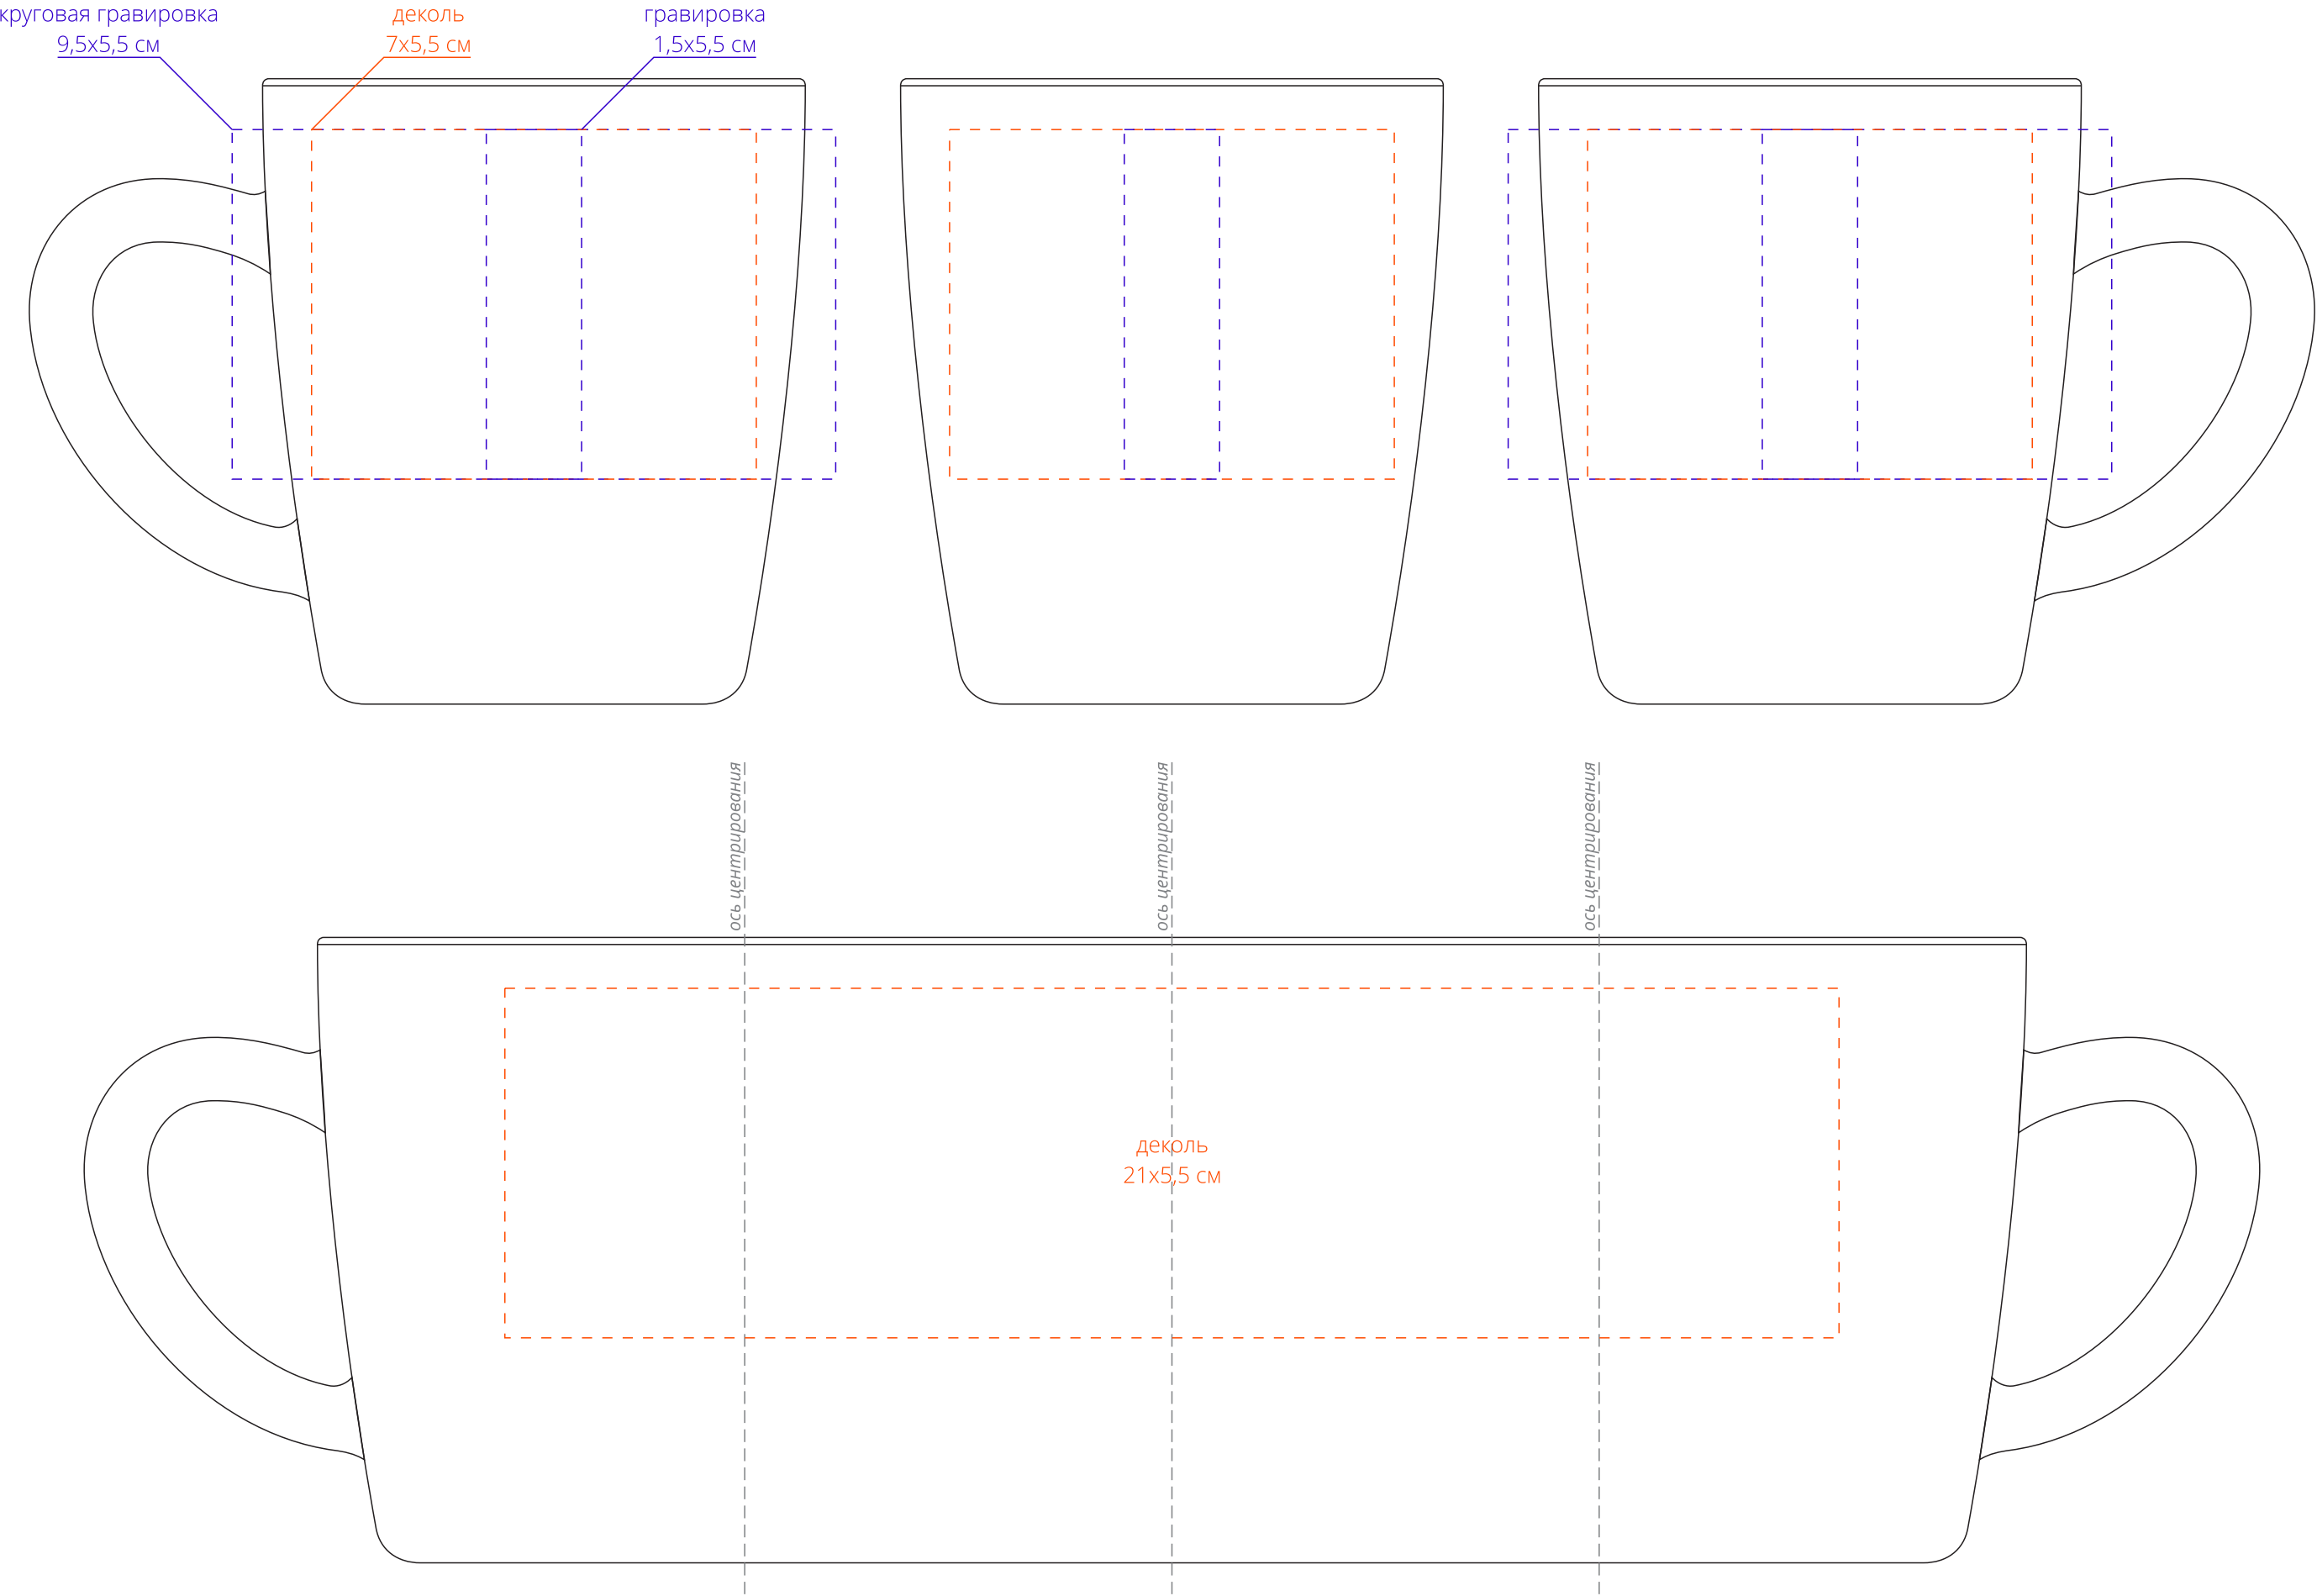 круговая гравировка
9,5х5,5 см
деколь
7х5,5 см
гравировка
1,5х5,5 см
ось центрирования
ось центрирования
ось центрирования
деколь
21х5,5 см